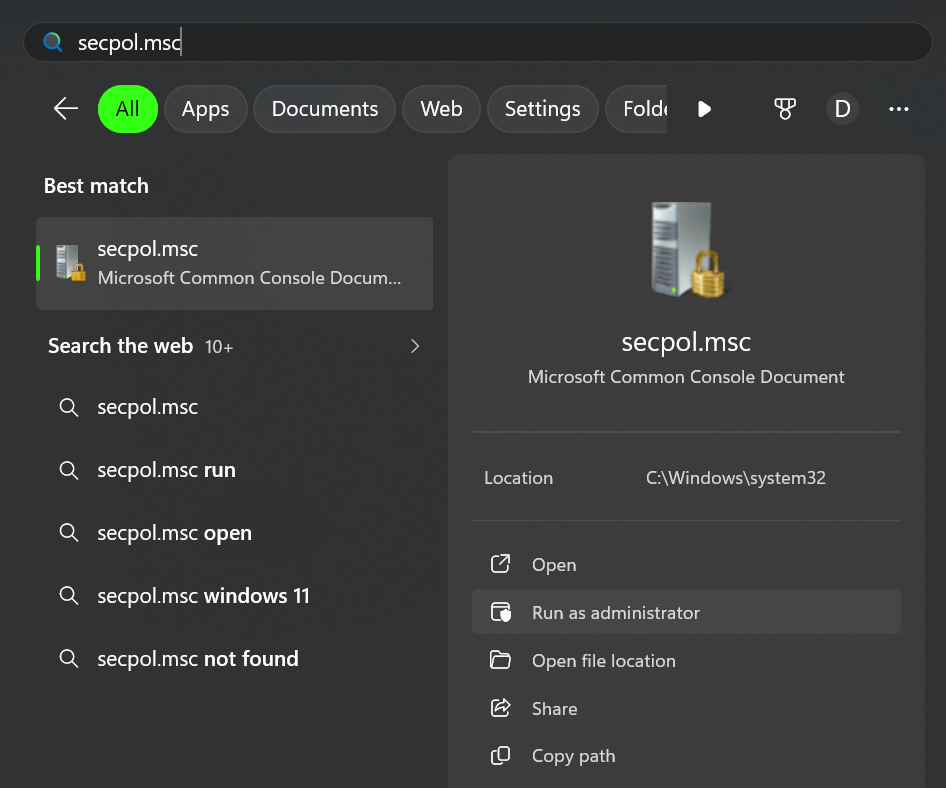 secpol.msc
All
Apps
Documents
Web
Settings
Folde
D
Best match
secpol.msc
Microsoft Common Console Docum...
Search the web 10+
secpol.msc
secpol.msc run
secpol.msc open
secpol.msc windows 11
secpol.msc not found
secpol.msc
Microsoft Common Console Document
Location C:\Windows\system32
Open
Run as administrator
Open file location
Share
Copy path